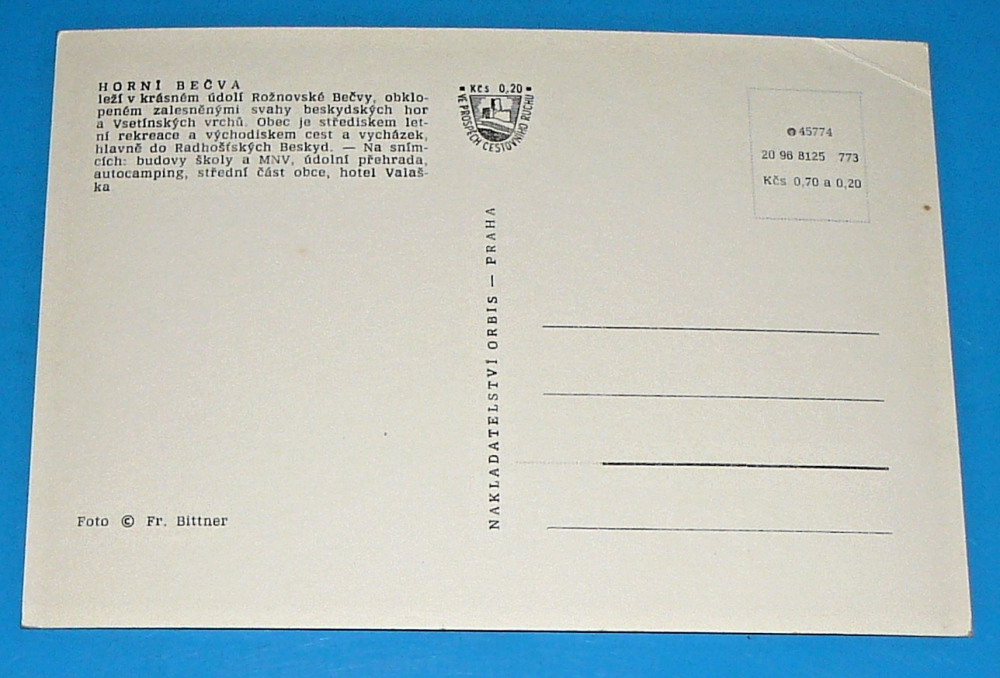 HORNÍ BEČVA
leží v krásném údolí Rožnovské Bečvy, obklo-
peném zalesněnými svahy beskydských hor
a Vsetínských vrchů. Obec je střediskem let-
ní rekreace a východiskem cest a vycházek,
hlavně do Radhošťských Beskyd. — Na sním-
cích: budovy školy a MNV, údolní přehrada,
autocamping, střední část obce, hotel Valaš-
ka
Foto © Fr. Bittner
Kčs 0,20
VE PROSPĚCH CESTOVNÍHO RUCHU
NAKLADATELSTVÍ ORBIS — PRAHA
45774
20 96 8125 773
Kčs 0,70 a 0,20